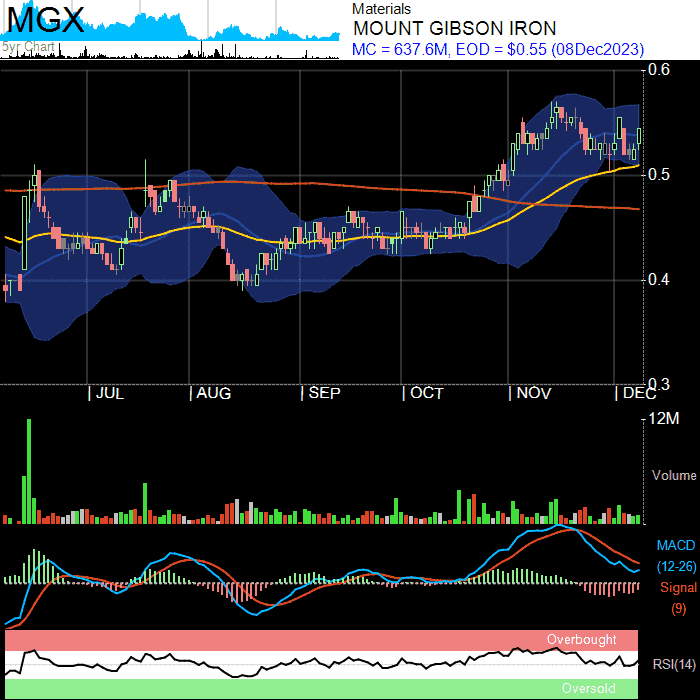 MGX
5yr Chart
Materials
MOUNT GIBSON IRON
MC = 637.6M, EOD = $0.55 (08Dec2023)
0.6
0.5
0.4
0.3
JUL AUG SEP OCT NOV DEC
12M
Volume
MACD
(12-26)
Signal
(9)
Overbought
RSI(14)
Oversold